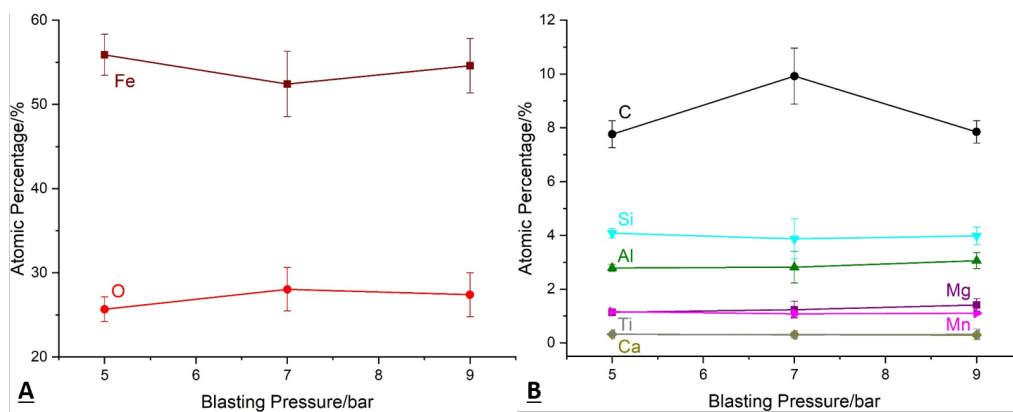 60
50
40
30
20
Atomic Percentage/%
Fe
O
5
6
7
8
9
Blasting Pressure/bar
A
12
10
8
6
4
2
0
Atomic Percentage/%
C
Si
Al
Mg
Mn
Ti
Ca
5
6
7
8
9
Blasting Pressure/bar
B